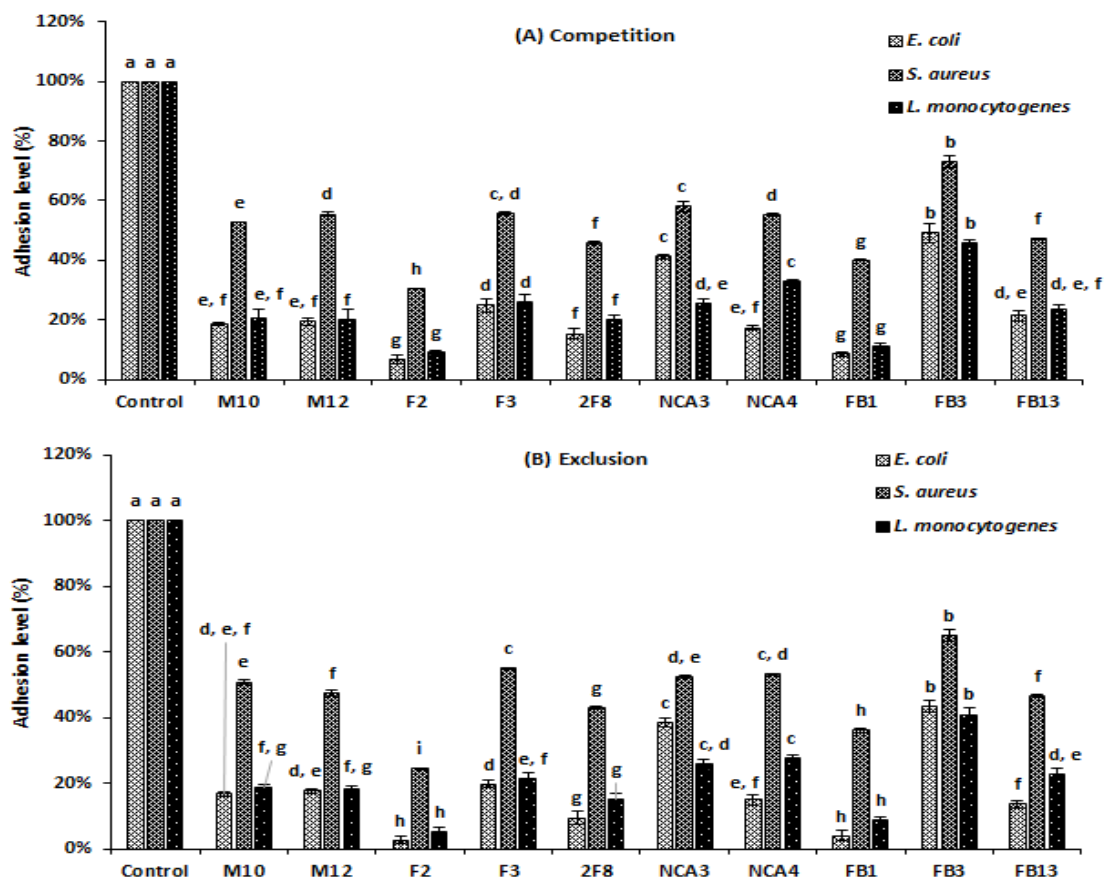 120%
(A) Competition
E. coli
S. aureus
L. monocytogenes
100%
80%
60%
40%
20%
0%
Adhesion level (%)
a a a
e, f e e, f
e, f d f
g h g
d c, d d
f f f
c c d, e
e, f d c
g g g
b b b
d, e f d, e, f
Control M10 M12 F2 F3 2F8 NCA3 NCA4 FB1 FB3 FB13
120%
(B) Exclusion
E. coli
S. aureus
L. monocytogenes
100%
80%
60%
40%
20%
0%
Adhesion level (%)
a a a
d, e, f e f, g
d, e f f, g
h i h
d c e, f
g g g
c d, e c, d
e, f c, d c
h h h
b b b
f f d, e
Control M10 M12 F2 F3 2F8 NCA3 NCA4 FB1 FB3 FB13